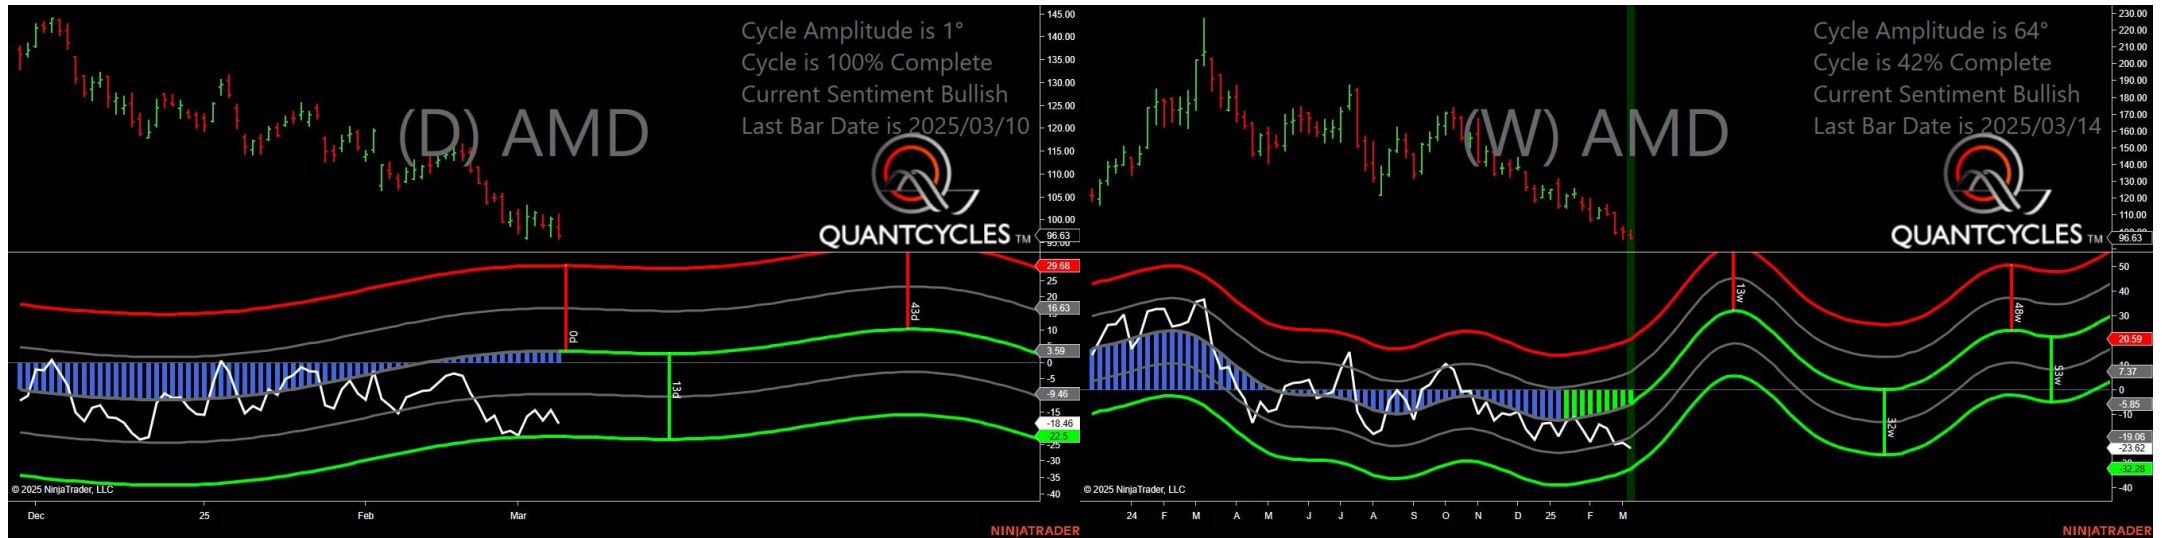 Cycle Amplitude is 1°
Cycle is 100% Complete
Current Sentiment Bullish
Last Bar Date is 2025/03/10
(D) AMD
QUANTCYCLES TM
145.00
140.00
135.00
130.00
125.00
120.00
115.00
110.00
105.00
100.00
96.63
29.68
25
20
16.63
10
3.59
0
-5
-9.46
-15
-18.46
-22.5
-25
-30
-35
-40
0d
13d
43d
© 2025 NinjaTrader, LLC
Dec
25
Feb
Mar
NINJATRADER
Cycle Amplitude is 64°
Cycle is 42% Complete
Current Sentiment Bullish
Last Bar Date is 2025/03/14
(W) AMD
QUANTCYCLES TM
230.00
220.00
210.00
200.00
190.00
180.00
170.00
160.00
150.00
140.00
130.00
120.00
110.00
96.63
50
40
30
20.59
10
7.37
0
-5.85
-10
-19.06
-23.62
-32.28
-40
13w
32w
48w
53w
© 2025 NinjaTrader, LLC
24 F M A M J J A S O N D 25 F M
NINJATRADER